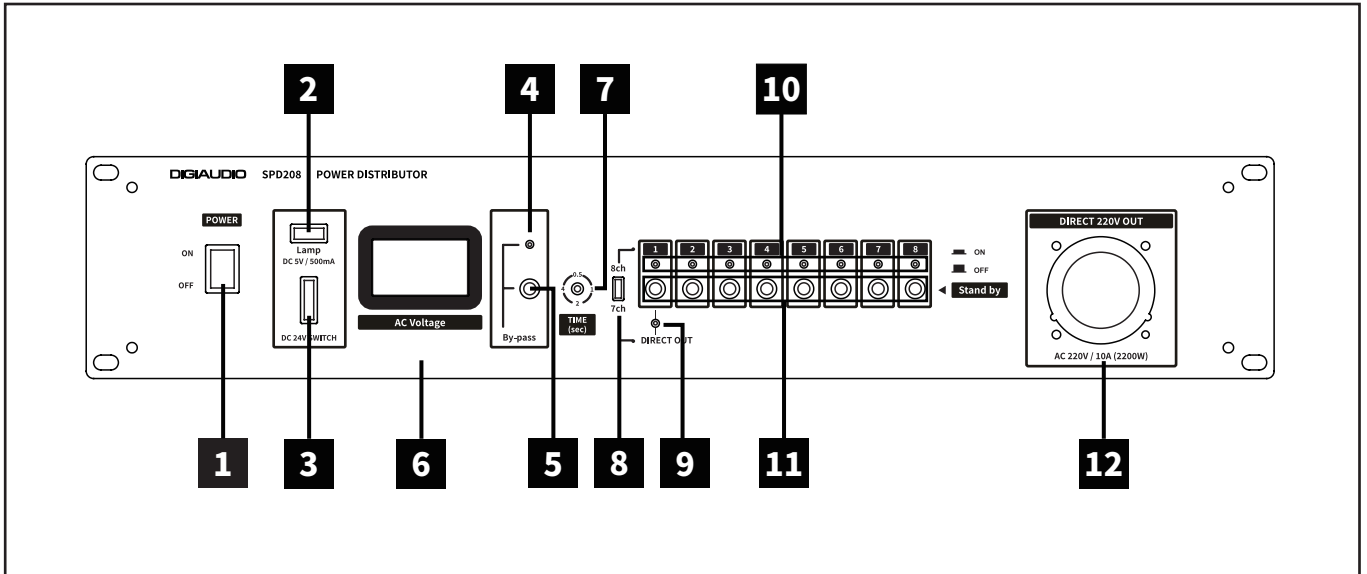 2
4
7
10
DIGIAUDIO SPD208 POWER DISTRIBUTOR
POWER
ON
OFF
Lamp
DC 5V / 500mA
DC 24V SWITCH
AC Voltage
By-pass
0.5
4 1
2
TIME
(sec)
8ch
7ch
DIRECT OUT
1 2 3 4 5 6 7 8
ON
OFF
Stand by
DIRECT 220V OUT
AC 220V / 10A (2200W)
1
3
6
5
8
9
11
12